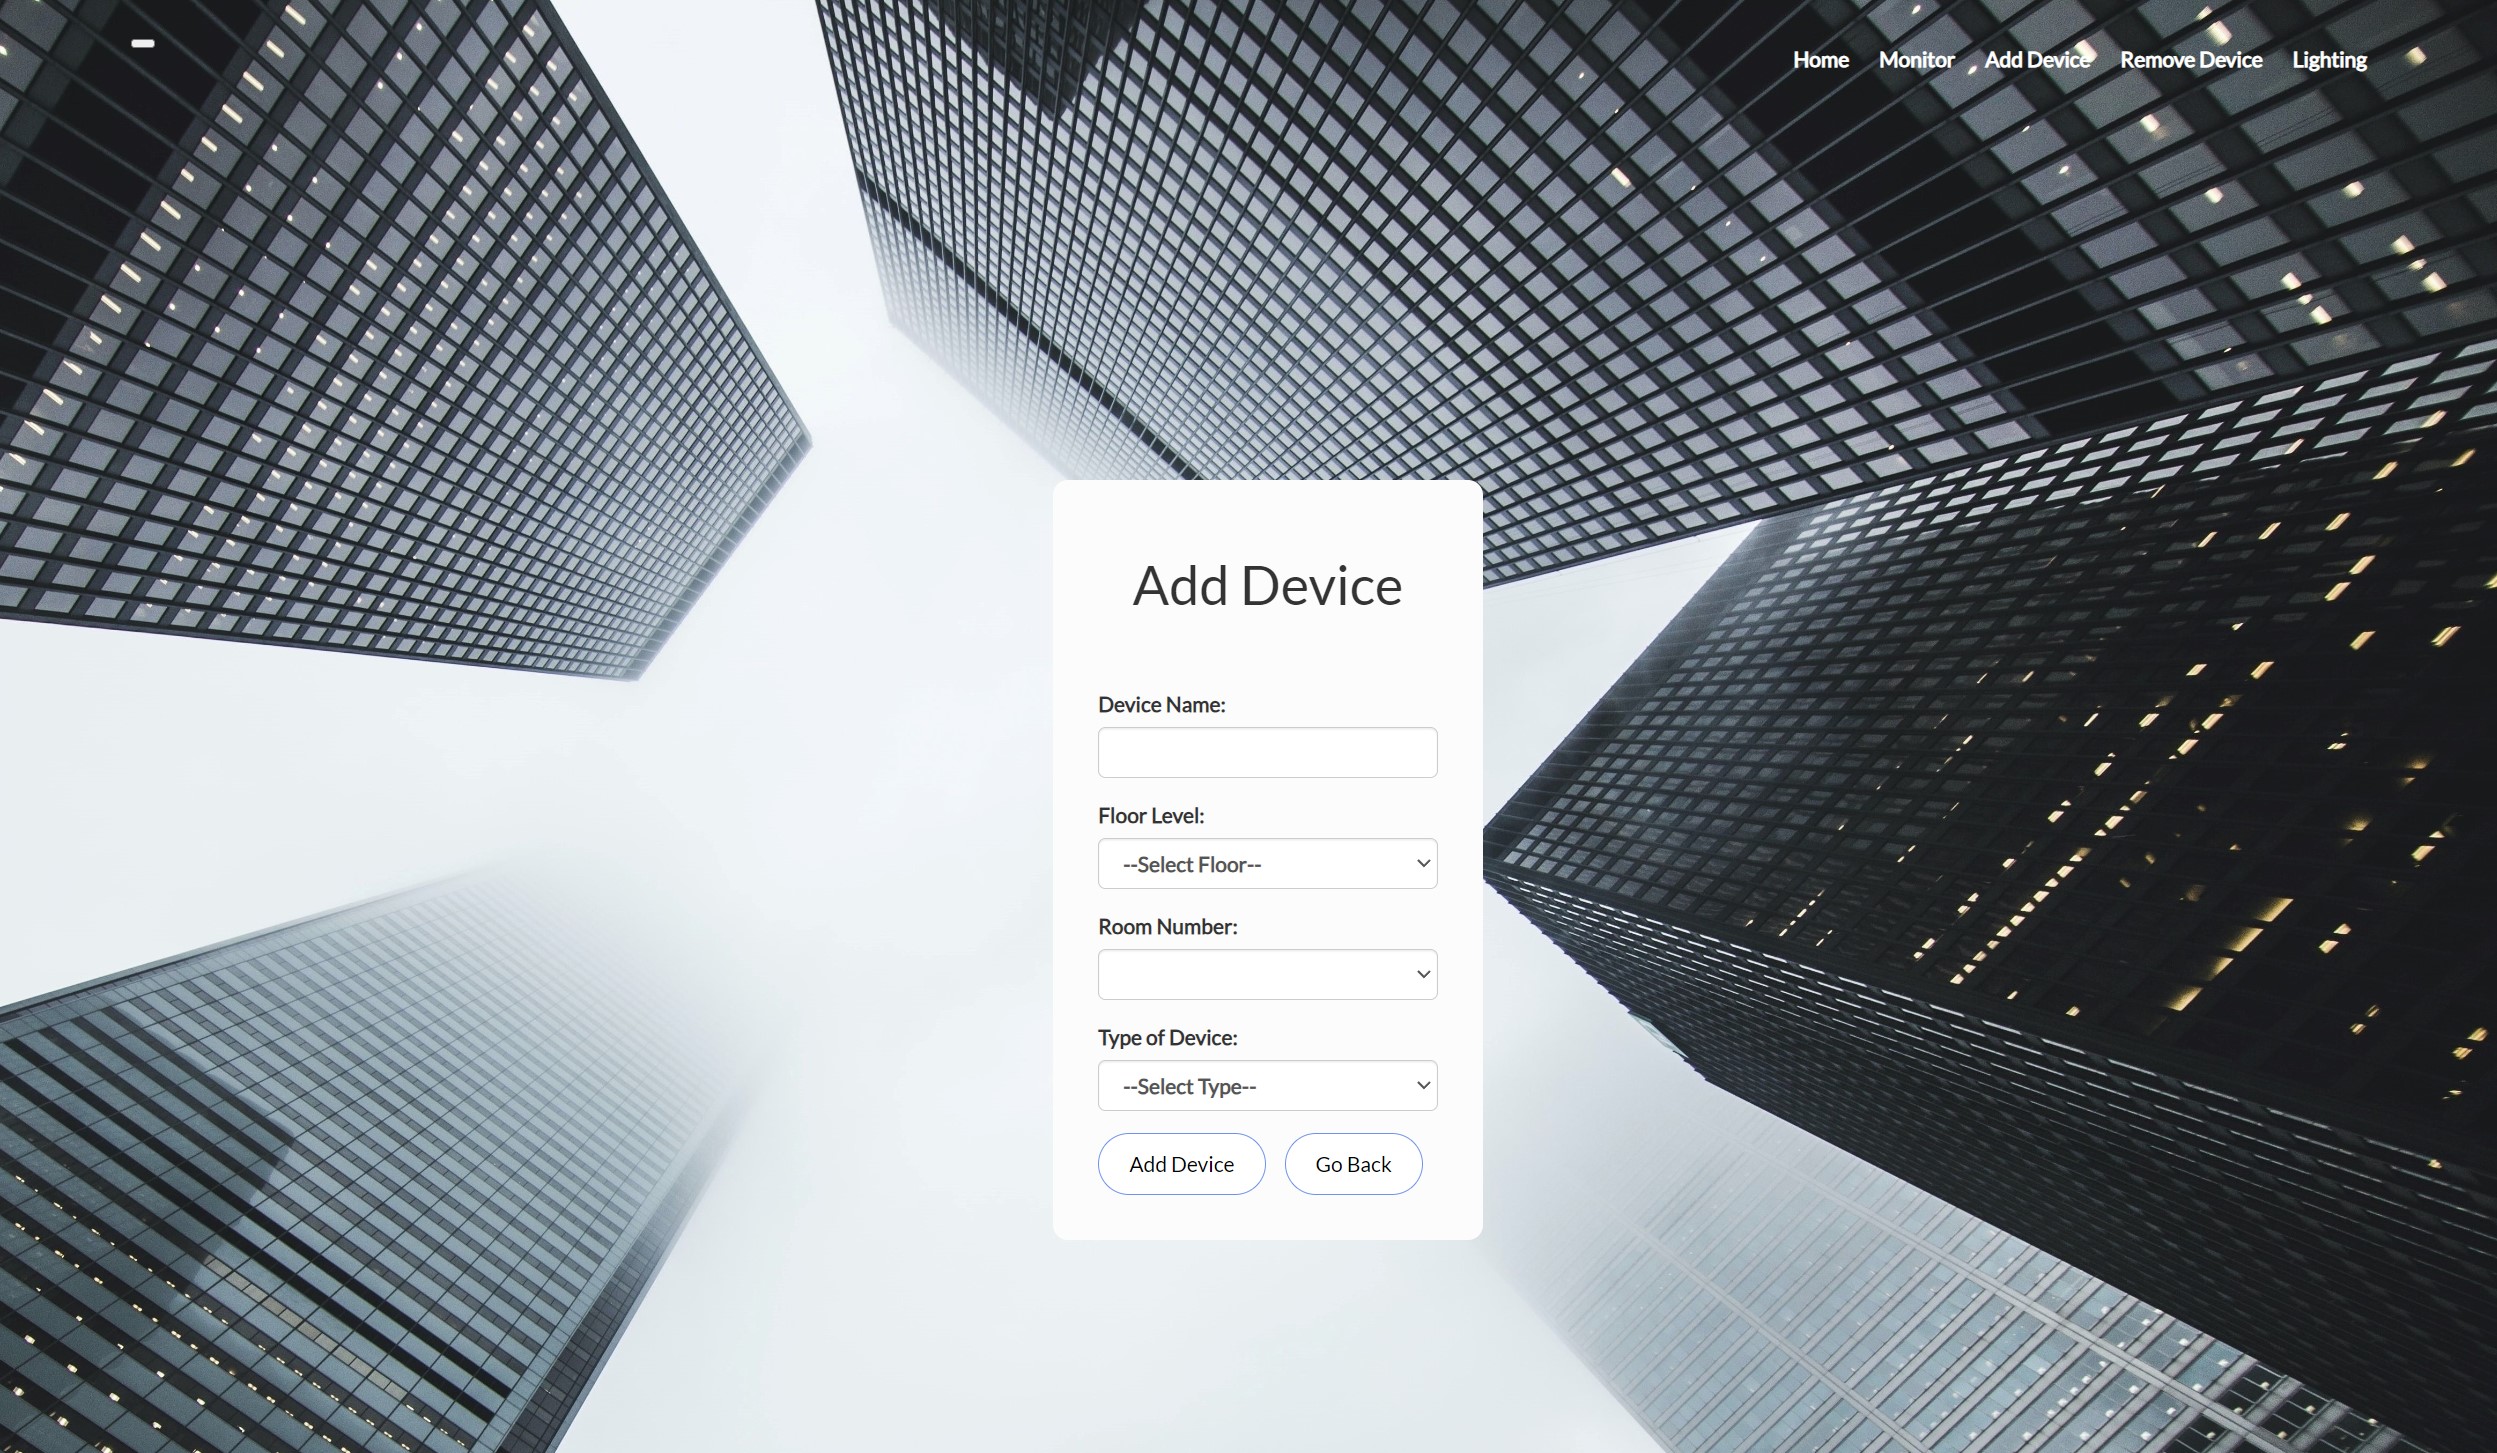 Home Monitor Add Device Remove Device Lighting
Add Device
Device Name:
Floor Level:
--Select Floor--
Room Number:
Type of Device:
--Select Type--
Add Device Go Back